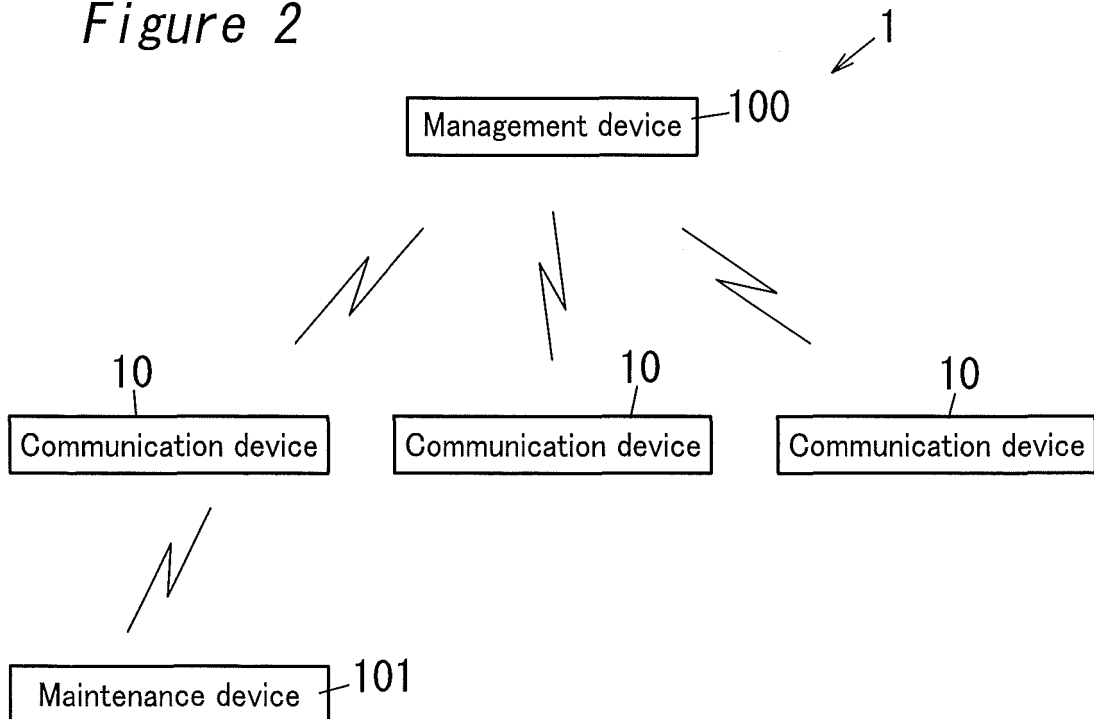 Figure 2
1
Management device
100
10
10
10
Communication device
Communication device
Communication device
Maintenance device
101